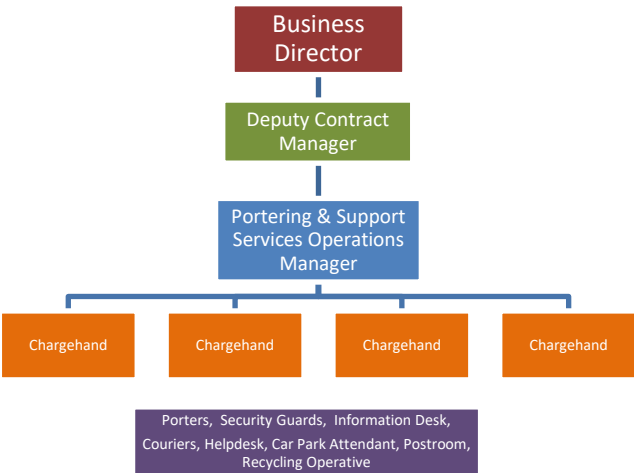 Business
Director
Deputy Contract
Manager
Portering & Support
Services Operations
Manager
Chargehand
Chargehand
Chargehand
Chargehand
Porters, Security Guards, Information Desk,
Couriers, Helpdesk, Car Park Attendant, Postroom,
Recycling Operative